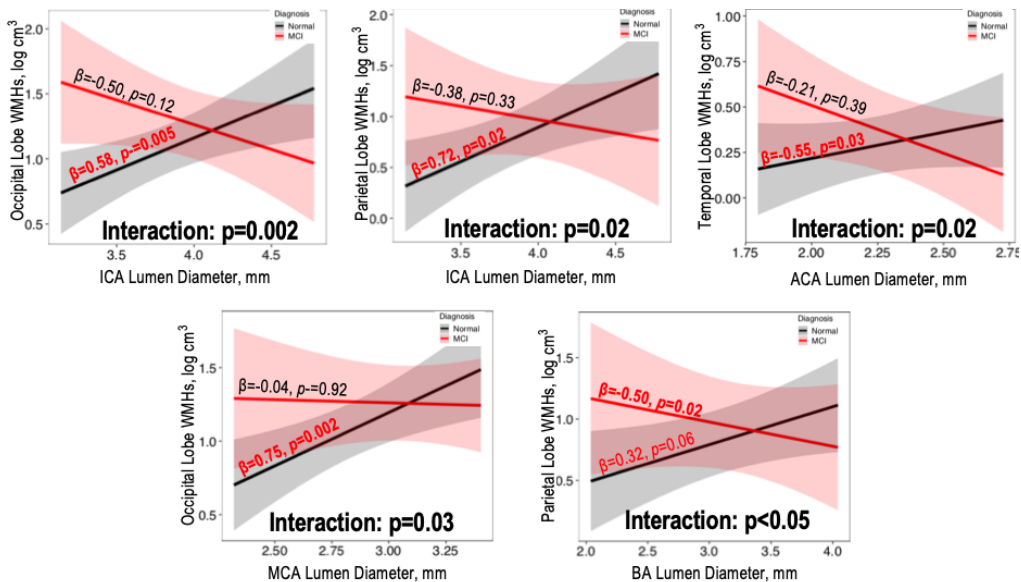 Diagnosis
Normal
MCI
Occipital Lobe WMHs, log cm³
2.0
1.5
1.0
0.5
β=-0.50, p=0.12
β=0.58, p-=0.005
Interaction: p=0.002
3.5
4.0
4.5
ICA Lumen Diameter, mm
Diagnosis
Normal
MCI
Parietal Lobe WMHs, log cm³
2.0
1.5
1.0
0.5
0.0
β=-0.38, p=0.33
β=0.72, p=0.02
Interaction: p=0.02
3.5
4.0
4.5
ICA Lumen Diameter, mm
Diagnosis
Normal
MCI
Temporal Lobe WMHs, log cm³
1.00
0.75
0.50
0.25
0.00
β=-0.21, p=0.39
β=-0.55, p=0.03
Interaction: p=0.02
1.75
2.00
2.25
2.50
2.75
ACA Lumen Diameter, mm
Diagnosis
Normal
MCI
Occipital Lobe WMHs, log cm³
1.5
1.0
0.5
β=-0.04, p-=0.92
β=0.75, p=0.002
Interaction: p=0.03
2.50
2.75
3.00
3.25
MCA Lumen Diameter, mm
Diagnosis
Normal
MCI
Parietal Lobe WMHs, log cm³
1.5
1.0
0.5
β=-0.50, p=0.02
β=0.32, p=0.06
Interaction: p<0.05
2.0
2.5
3.0
3.5
4.0
BA Lumen Diameter, mm